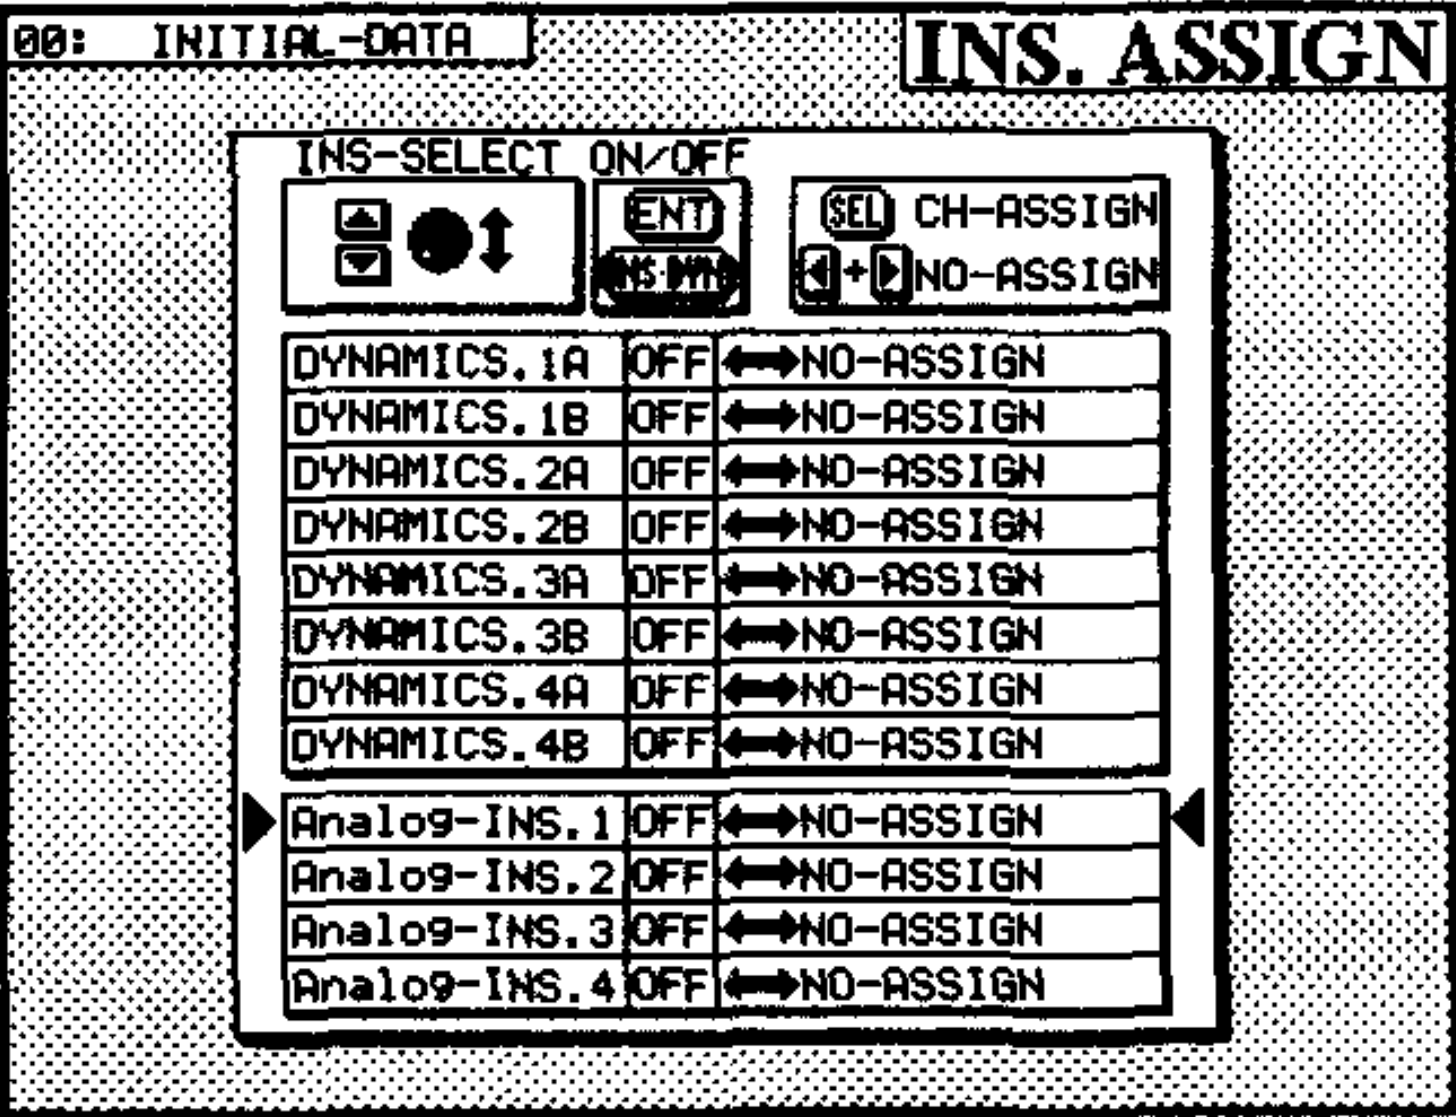 00: INITIAL-DATA
INS. ASSIGN
INS-SELECT ON/OFF
ENT
SEL CH-ASSIGN
INS·DYN
+ NO-ASSIGN
DYNAMICS.1A OFF NO-ASSIGN
DYNAMICS.1B OFF NO-ASSIGN
DYNAMICS.2A OFF NO-ASSIGN
DYNAMICS.2B OFF NO-ASSIGN
DYNAMICS.3A OFF NO-ASSIGN
DYNAMICS.3B OFF NO-ASSIGN
DYNAMICS.4A OFF NO-ASSIGN
DYNAMICS.4B OFF NO-ASSIGN
Analog-INS.1 OFF NO-ASSIGN
Analog-INS.2 OFF NO-ASSIGN
Analog-INS.3 OFF NO-ASSIGN
Analog-INS.4 OFF NO-ASSIGN